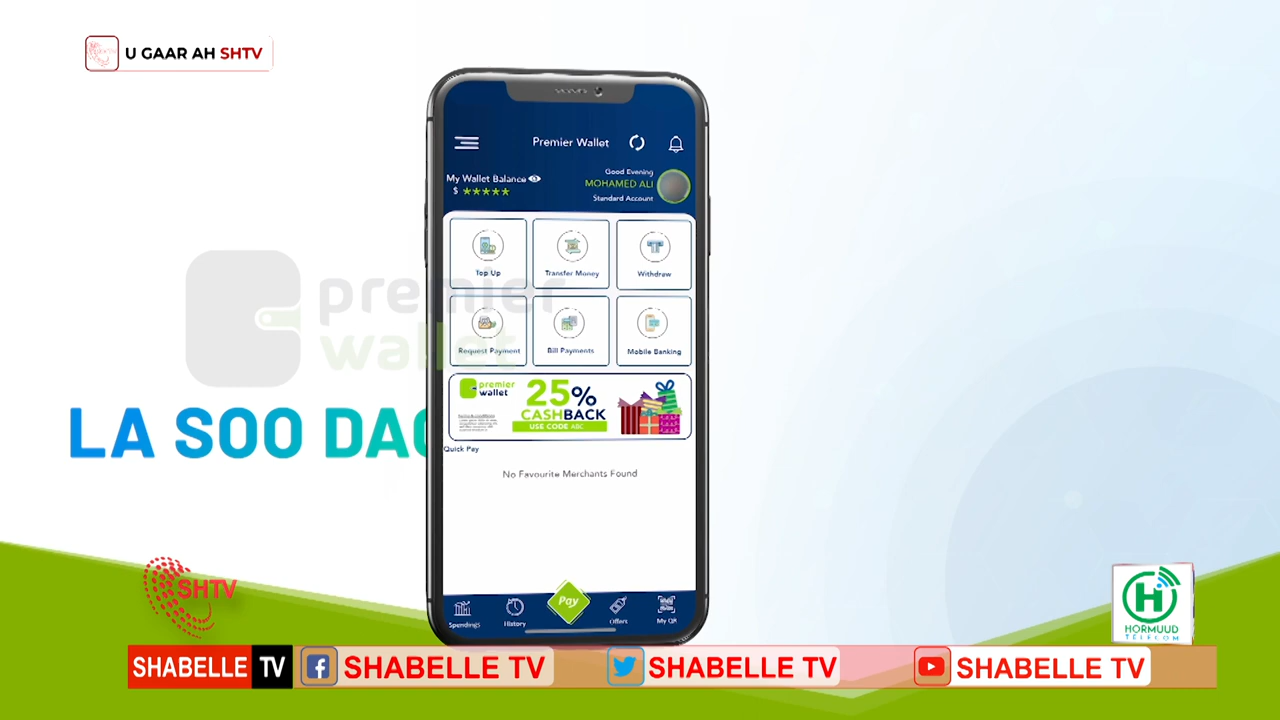 U GAAR AH SHTV
Premier Wallet
My Wallet Balance
$ *****
Good Evening
MOHAMED ALI
Standard Account
Top Up
Transfer Money
Withdraw
premier
wallet
Request Payment
Bill Payments
Mobile Banking
premier
wallet
25%
CASHBACK
USE CODE ABC
LA SOO DAG
Quick Pay
No Favourite Merchants Found
Pay
Spendings
History
Offers
My QR
SHTV
HORMUUD
TELECOM
SHABELLE TV
SHABELLE TV
SHABELLE TV
SHABELLE TV